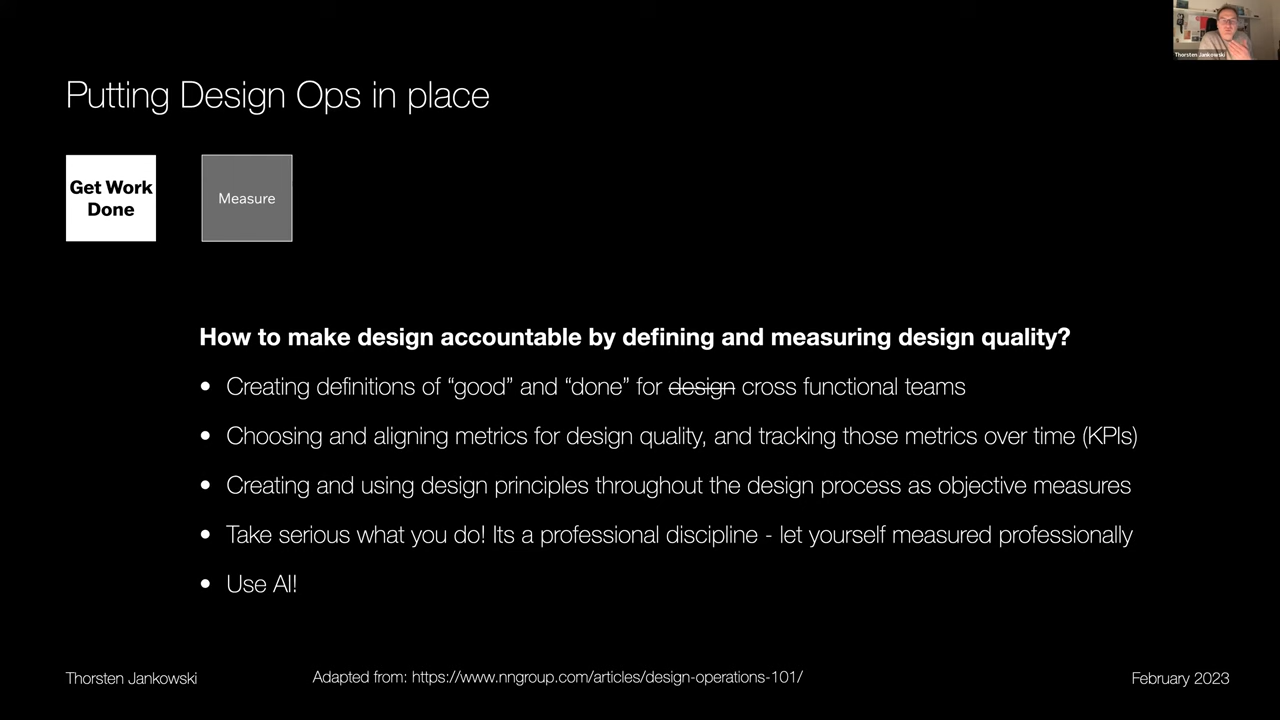 Thorsten Jankowski
Putting Design Ops in place
Get Work
Done
Measure
How to make design accountable by defining and measuring design quality?
• Creating definitions of “good” and “done” for design cross functional teams
• Choosing and aligning metrics for design quality, and tracking those metrics over time (KPIs)
• Creating and using design principles throughout the design process as objective measures
• Take serious what you do! Its a professional discipline - let yourself measured professionally
• Use AI!
Thorsten Jankowski
Adapted from: https://www.nngroup.com/articles/design-operations-101/
February 2023